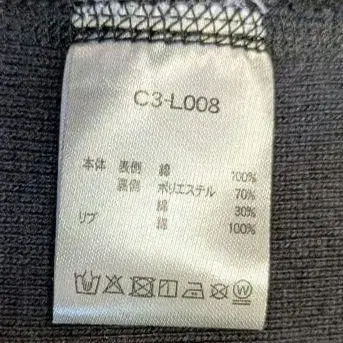 C3-L008
本体 表側 綿 100%
裏側 ポリエステル 70%
綿 30%
リブ 綿 100%
W